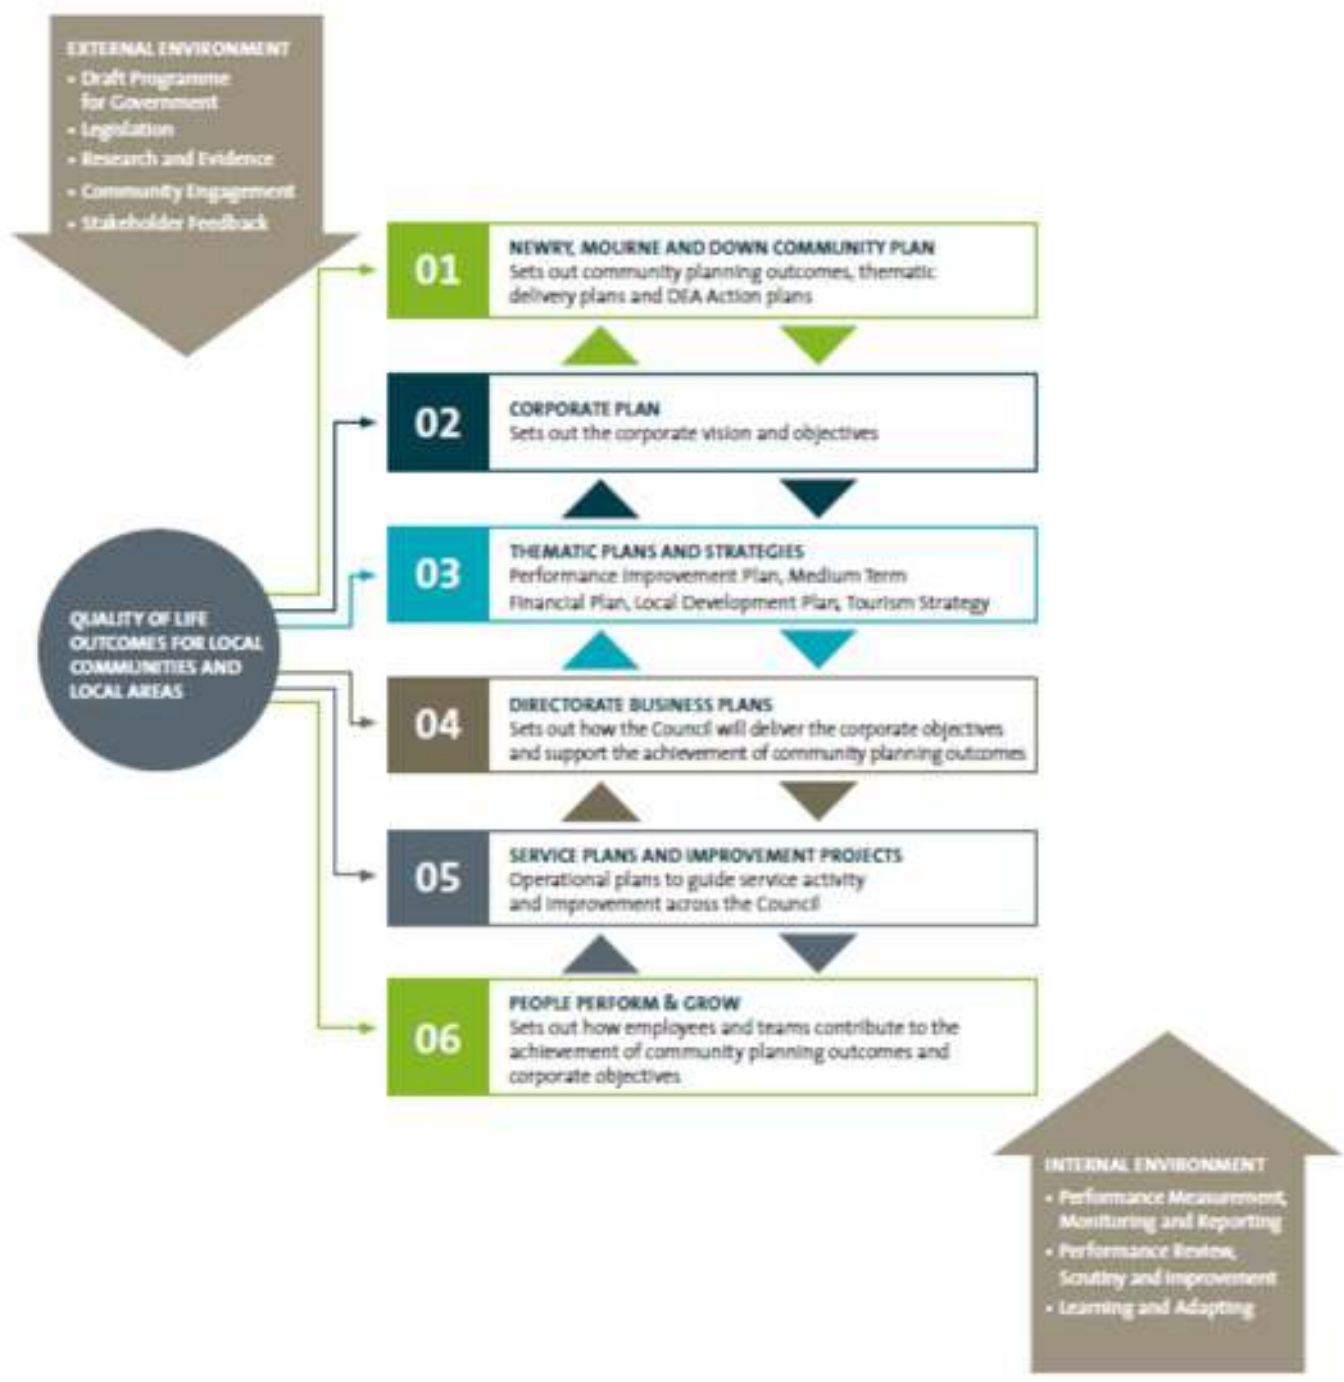 EXTERNAL ENVIRONMENT
• Draft Programme
for Government
• Legislation
• Research and Evidence
• Community Engagement
• Stakeholder Feedback
01
NEWRY, MOURNE AND DOWN COMMUNITY PLAN
Sets out community planning outcomes, thematic
delivery plans and DEA Action plans
02
CORPORATE PLAN
Sets out the corporate vision and objectives
03
THEMATIC PLANS AND STRATEGIES
Performance Improvement Plan, Medium Term
Financial Plan, Local Development Plan, Tourism Strategy
QUALITY OF LIFE
OUTCOMES FOR LOCAL
COMMUNITIES AND
LOCAL AREAS
04
DIRECTORATE BUSINESS PLANS
Sets out how the Council will deliver the corporate objectives
and support the achievement of community planning outcomes
05
SERVICE PLANS AND IMPROVEMENT PROJECTS
Operational plans to guide service activity
and improvement across the Council
06
PEOPLE PERFORM & GROW
Sets out how employees and teams contribute to the
achievement of community planning outcomes and
corporate objectives
INTERNAL ENVIRONMENT
• Performance Measurement,
Monitoring and Reporting
• Performance Review,
Scrutiny and Improvement
• Learning and Adapting